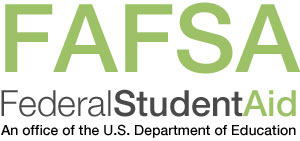 FAFSA
FederalStudentAid
An office of the U.S. Department of Education